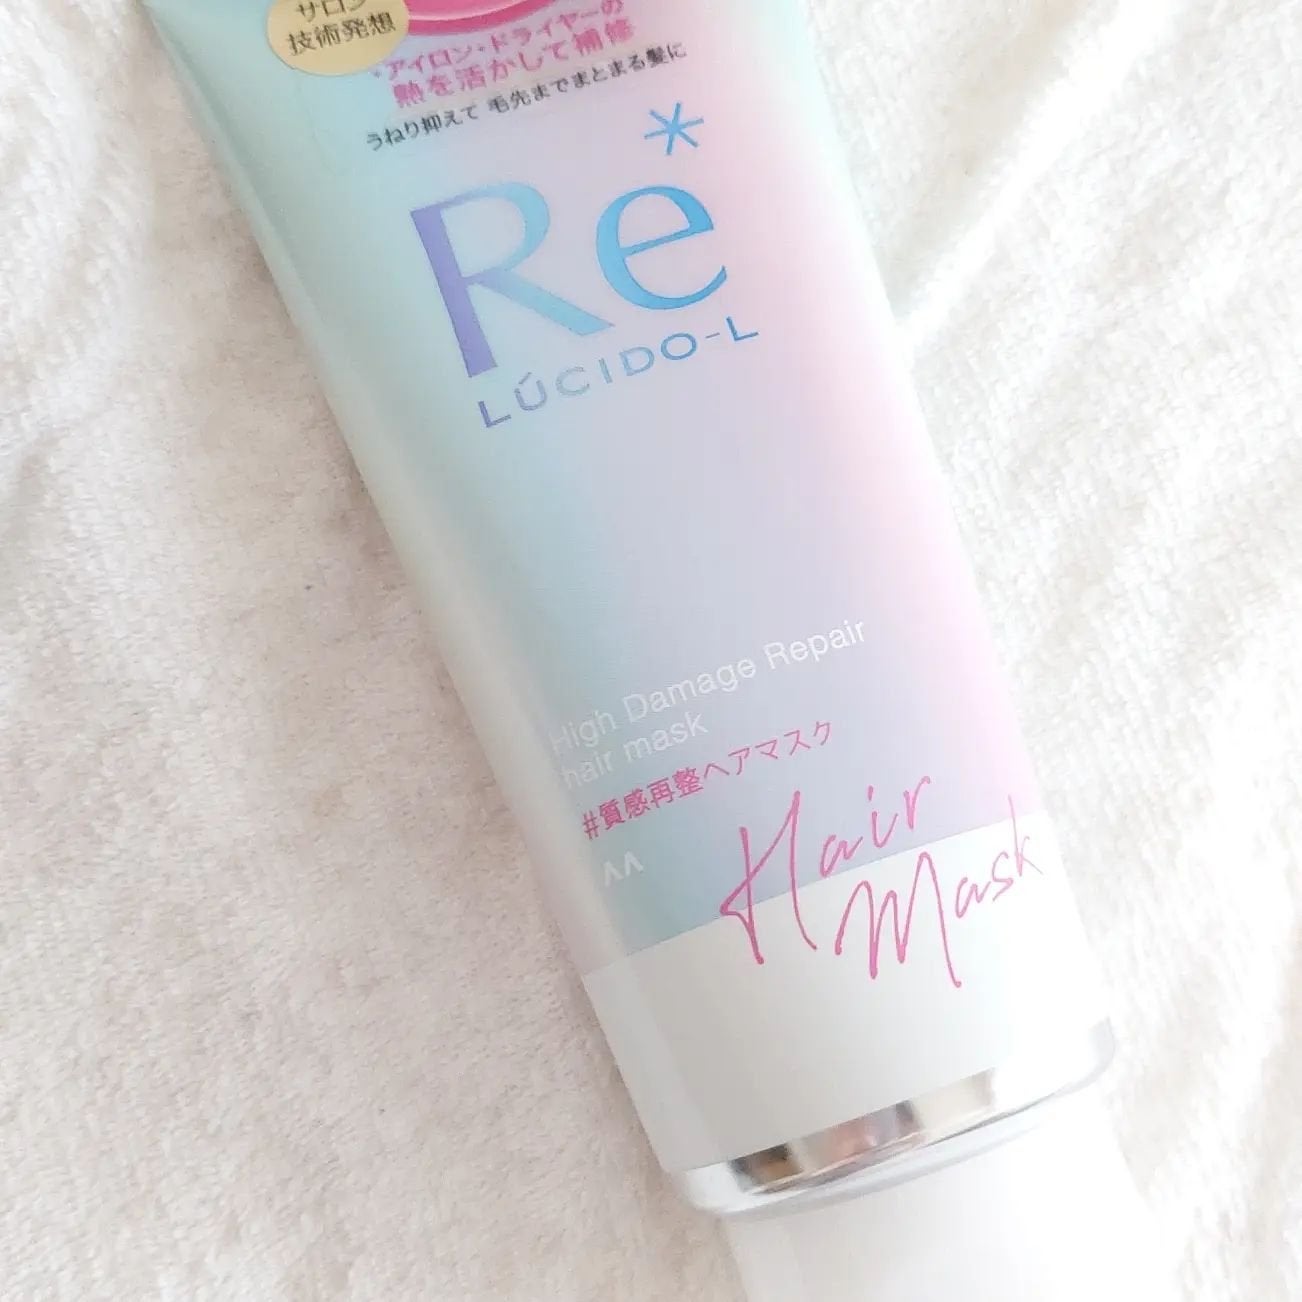 サロン
技術発想
アイロン・ドライヤーの
熱を活かして補修
うねり抑えて 毛先までまとまる髪に
Re*
LÚCIDO-L
High Damage Repair
hair mask
#質感再整ヘアマスク
Hair
Mask